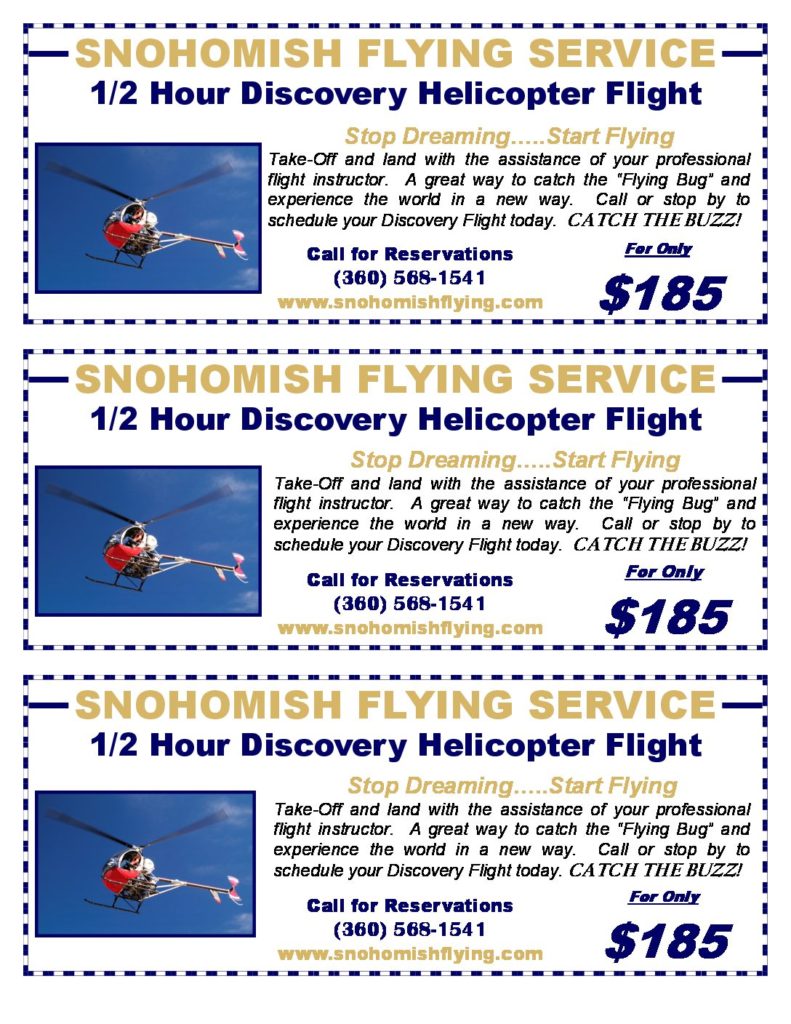 SNOHOMISH FLYING SERVICE
1/2 Hour Discovery Helicopter Flight
Stop Dreaming.....Start Flying
Take-Off and land with the assistance of your professional
flight instructor. A great way to catch the "Flying Bug" and
experience the world in a new way. Call or stop by to
schedule your Discovery Flight today. CATCH THE BUZZ!
Call for Reservations
(360) 568-1541
www.snohomishflying.com
For Only
$185
SNOHOMISH FLYING SERVICE
1/2 Hour Discovery Helicopter Flight
Stop Dreaming.....Start Flying
Take-Off and land with the assistance of your professional
flight instructor. A great way to catch the "Flying Bug" and
experience the world in a new way. Call or stop by to
schedule your Discovery Flight today. CATCH THE BUZZ!
Call for Reservations
(360) 568-1541
www.snohomishflying.com
For Only
$185
SNOHOMISH FLYING SERVICE
1/2 Hour Discovery Helicopter Flight
Stop Dreaming.....Start Flying
Take-Off and land with the assistance of your professional
flight instructor. A great way to catch the "Flying Bug" and
experience the world in a new way. Call or stop by to
schedule your Discovery Flight today. CATCH THE BUZZ!
Call for Reservations
(360) 568-1541
www.snohomishflying.com
For Only
$185